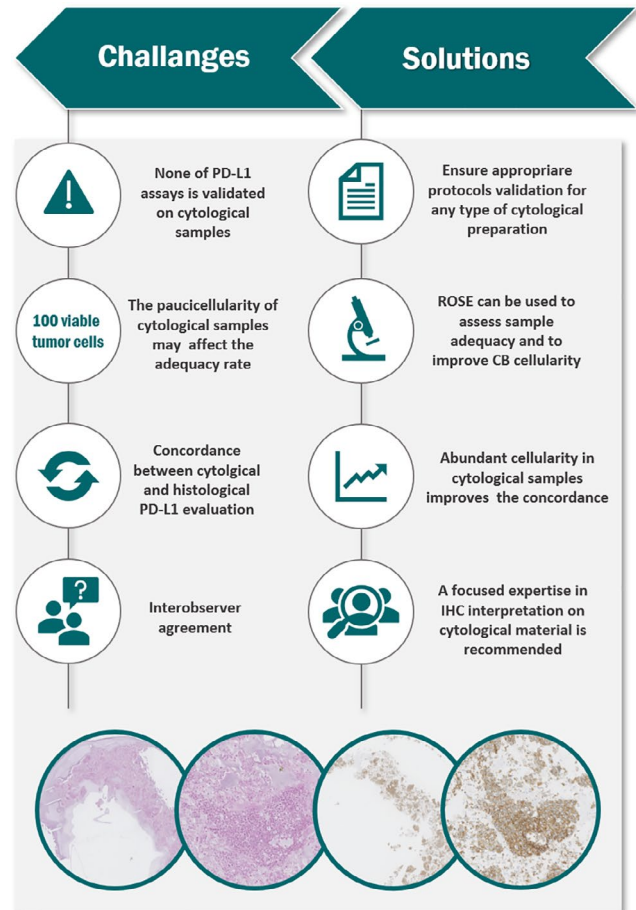 Challanges
Solutions
None of PD-L1
assays is validated
on cytological
samples
Ensure appropriare
protocols validation for
any type of cytological
preparation
100 viable
tumor cells
The paucicellularity of
cytological samples
may affect the
adequacy rate
ROSE can be used to
assess sample
adequacy and to
improve CB cellularity
Concordance
between cytolgical
and histological
PD-L1 evaluation
Abundant cellularity in
cytological samples
improves the concordance
?
Interobserver
agreement
A focused expertise in
IHC interpretation on
cytological material is
recommended